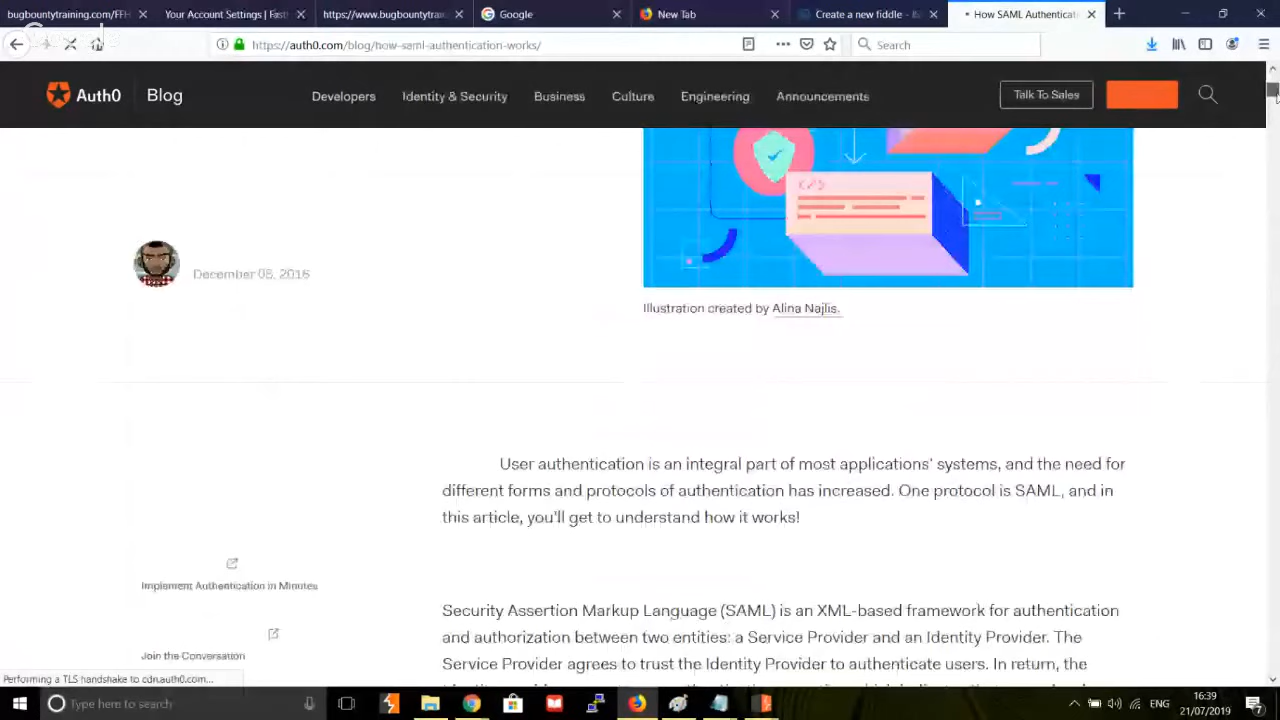 bugbountytraining.com/FFH
Your Account Settings | Fast
https://www.bugbountytrain
Google
New Tab
Create a new fiddle -
How SAML Authenticat
https://auth0.com/blog/how-saml-authentication-works/
Search
Auth0
Blog
Developers
Identity & Security
Business
Culture
Engineering
Announcements
Talk To Sales
December 08, 2016
Illustration created by Alina Najlis.
User authentication is an integral part of most applications' systems, and the need for
different forms and protocols of authentication has increased. One protocol is SAML, and in
this article, you'll get to understand how it works!
Implement Authentication in Minutes
Join the Conversation
Security Assertion Markup Language (SAML) is an XML-based framework for authentication
and authorization between two entities: a Service Provider and an Identity Provider. The
Service Provider agrees to trust the Identity Provider to authenticate users. In return, the
Performing a TLS handshake to cdn.auth0.com...
Type here to search
ENG
16:39
21/07/2019
7